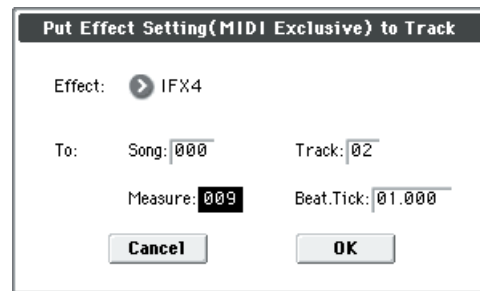 Put Effect Setting(MIDI Exclusive) to Track
Effect: IFX4
To: Song: 000 Track: 02
Measure: 009 Beat.Tick: 01.000
Cancel OK